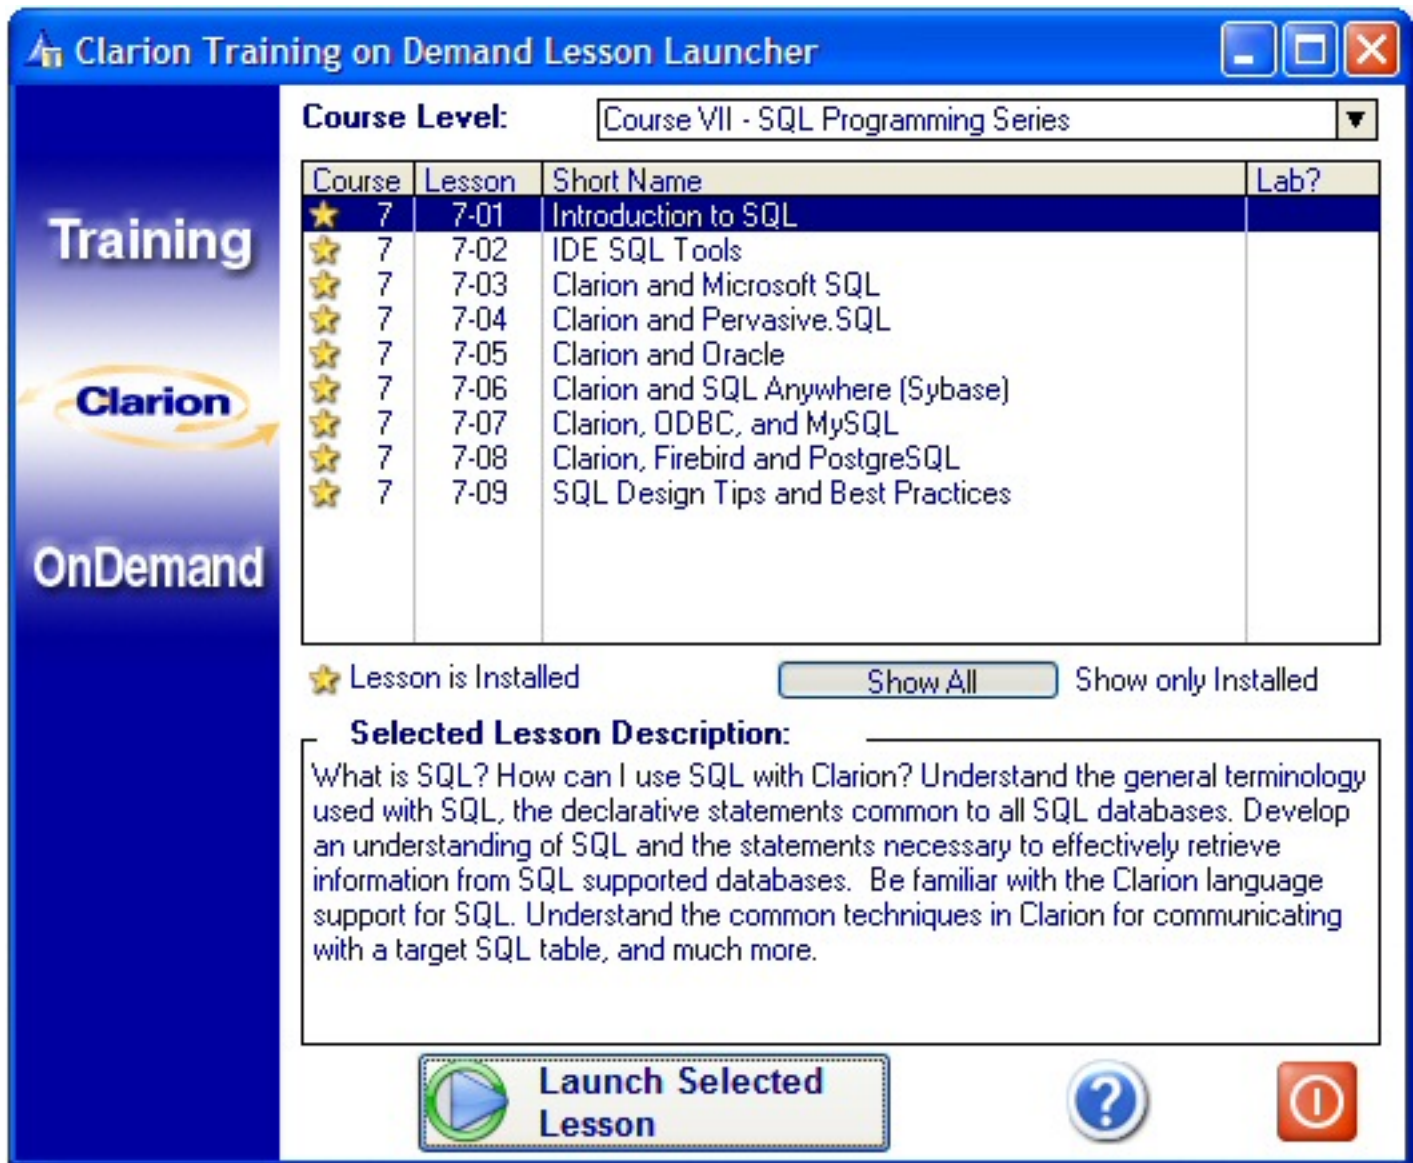 Clarion Training on Demand Lesson Launcher
Training
Clarion
OnDemand
Course Level: Course VII - SQL Programming Series
Course Lesson Short Name Lab?
7 7-01 Introduction to SQL
7 7-02 IDE SQL Tools
7 7-03 Clarion and Microsoft SQL
7 7-04 Clarion and Pervasive.SQL
7 7-05 Clarion and Oracle
7 7-06 Clarion and SQL Anywhere (Sybase)
7 7-07 Clarion, ODBC, and MySQL
7 7-08 Clarion, Firebird and PostgreSQL
7 7-09 SQL Design Tips and Best Practices
Lesson is Installed Show All Show only Installed
Selected Lesson Description:
What is SQL? How can I use SQL with Clarion? Understand the general terminology
used with SQL, the declarative statements common to all SQL databases. Develop
an understanding of SQL and the statements necessary to effectively retrieve
information from SQL supported databases.  Be familiar with the Clarion language
support for SQL. Understand the common techniques in Clarion for communicating
with a target SQL table, and much more.
Launch Selected
Lesson